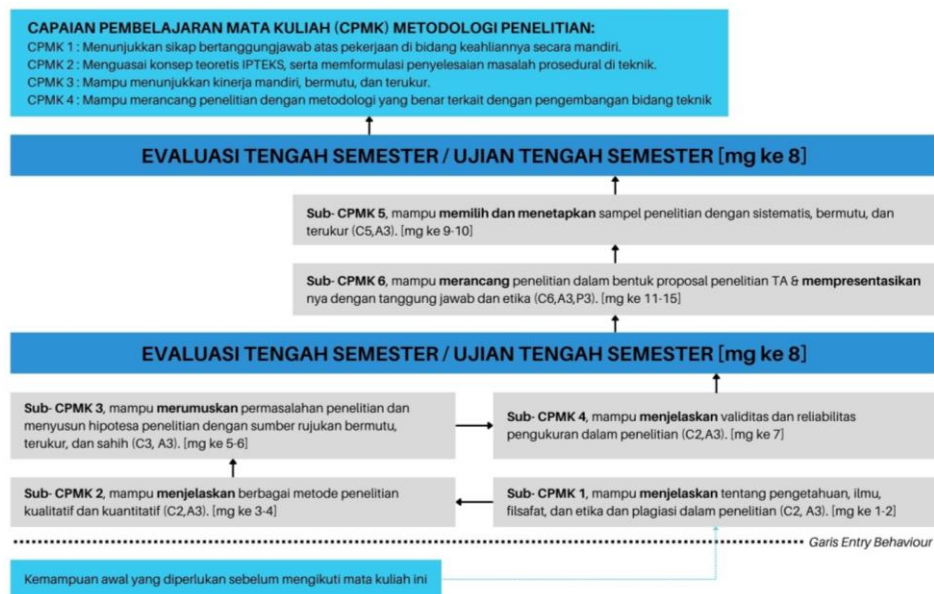 CAPAIAN PEMBELAJARAN MATA KULIAH (CPMK) METODOLOGI PENELITIAN:
CPMK 1 : Menunjukkan sikap bertanggungjawab atas pekerjaan di bidang keahliannya secara mandiri.
CPMK 2 : Menguasai konsep teoretis IPTEKS, serta memformulasi penyelesaian masalah prosedural di teknik.
CPMK 3 : Mampu menunjukkan kinerja mandiri, bermutu, dan terukur.
CPMK 4 : Mampu merancang penelitian dengan metodologi yang benar terkait dengan pengembangan bidang teknik
EVALUASI TENGAH SEMESTER / UJIAN TENGAH SEMESTER [mg ke 8]
Sub- CPMK 5, mampu memilih dan menetapkan sampel penelitian dengan sistematis, bermutu, dan
terukur (C5,A3). [mg ke 9-10]
Sub- CPMK 6, mampu merancang penelitian dalam bentuk proposal penelitian TA & mempresentasikan
nya dengan tanggung jawab dan etika (C6,A3,P3). [mg ke 11-15]
EVALUASI TENGAH SEMESTER / UJIAN TENGAH SEMESTER [mg ke 8]
Sub- CPMK 3, mampu merumuskan permasalahan penelitian dan
menyusun hipotesa penelitian dengan sumber rujukan bermutu,
terukur, dan sahih (C3, A3). [mg ke 5-6]
Sub- CPMK 4, mampu menjelaskan validitas dan reliabilitas
pengukuran dalam penelitian (C2,A3). [mg ke 7]
Sub- CPMK 2, mampu menjelaskan berbagai metode penelitian
kualitatif dan kuantitatif (C2,A3). [mg ke 3-4]
Sub- CPMK 1, mampu menjelaskan tentang pengetahuan, ilmu,
filsafat, dan etika dan plagiasi dalam penelitian (C2, A3). [mg ke 1-2]
Garis Entry Behaviour
Kemampuan awal yang diperlukan sebelum mengikuti mata kuliah ini